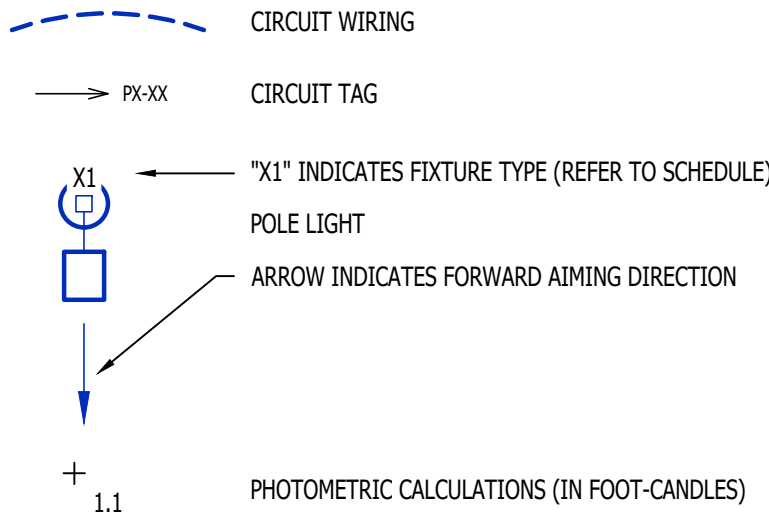 CIRCUIT WIRING
PX-XX CIRCUIT TAG
X1 "X1" INDICATES FIXTURE TYPE (REFER TO SCHEDULE)
POLE LIGHT
ARROW INDICATES FORWARD AIMING DIRECTION
1.1 PHOTOMETRIC CALCULATIONS (IN FOOT-CANDLES)